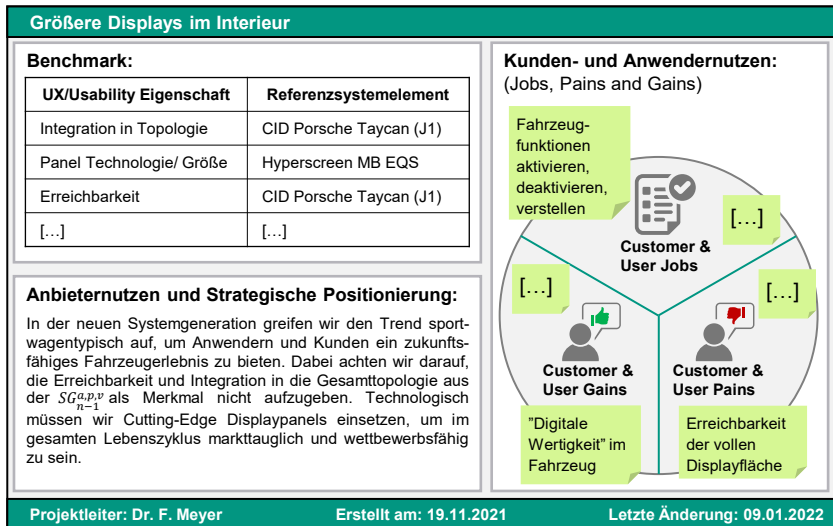 Größere Displays im Interieur
Benchmark:
UX/Usability Eigenschaft Referenzsystemelement
Integration in Topologie CID Porsche Taycan (J1)
Panel Technologie/ Größe Hyperscreen MB EQS
Erreichbarkeit CID Porsche Taycan (J1)
[…] […]
Anbieternutzen und Strategische Positionierung:
In der neuen Systemgeneration greifen wir den Trend sport-
wagentypisch auf, um Anwendern und Kunden ein zukunfts-
fähiges Fahrzeugerlebnis zu bieten. Dabei achten wir darauf,
die Erreichbarkeit und Integration in die Gesamttopologie aus
der $SG_{n-1}^{a,p,v}$ als Merkmal nicht aufzugeben. Technologisch
müssen wir Cutting-Edge Displaypanels einsetzen, um im
gesamten Lebenszyklus markttauglich und wettbewerbsfähig
zu sein.
Kunden- und Anwendernutzen:
(Jobs, Pains and Gains)
Fahrzeug-
funktionen
aktivieren,
deaktivieren,
verstellen
[…]
Customer &
User Jobs
[…]
[…]
Customer &
User Gains
Customer &
User Pains
"Digitale
Wertigkeit" im
Fahrzeug
Erreichbarkeit
der vollen
Displayfläche
Projektleiter: Dr. F. Meyer Erstellt am: 19.11.2021 Letzte Änderung: 09.01.2022